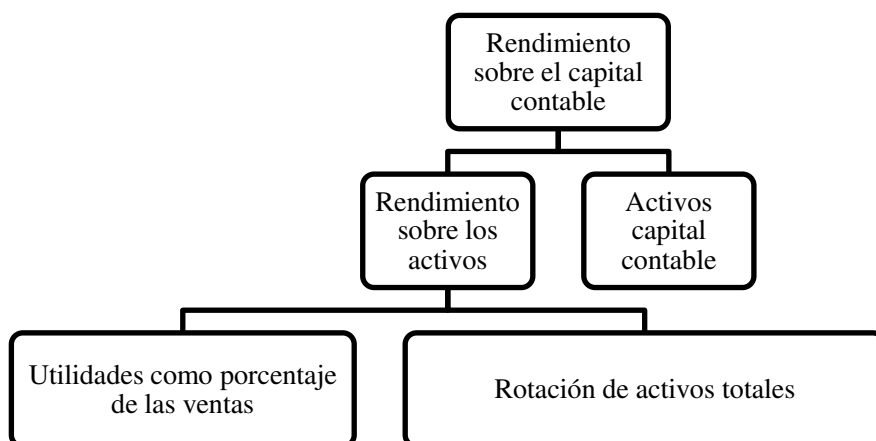 Rendimiento
sobre el capital
contable
Rendimiento
sobre los
activos
Activos
capital
contable
Utilidades como porcentaje
de las ventas
Rotación de activos totales